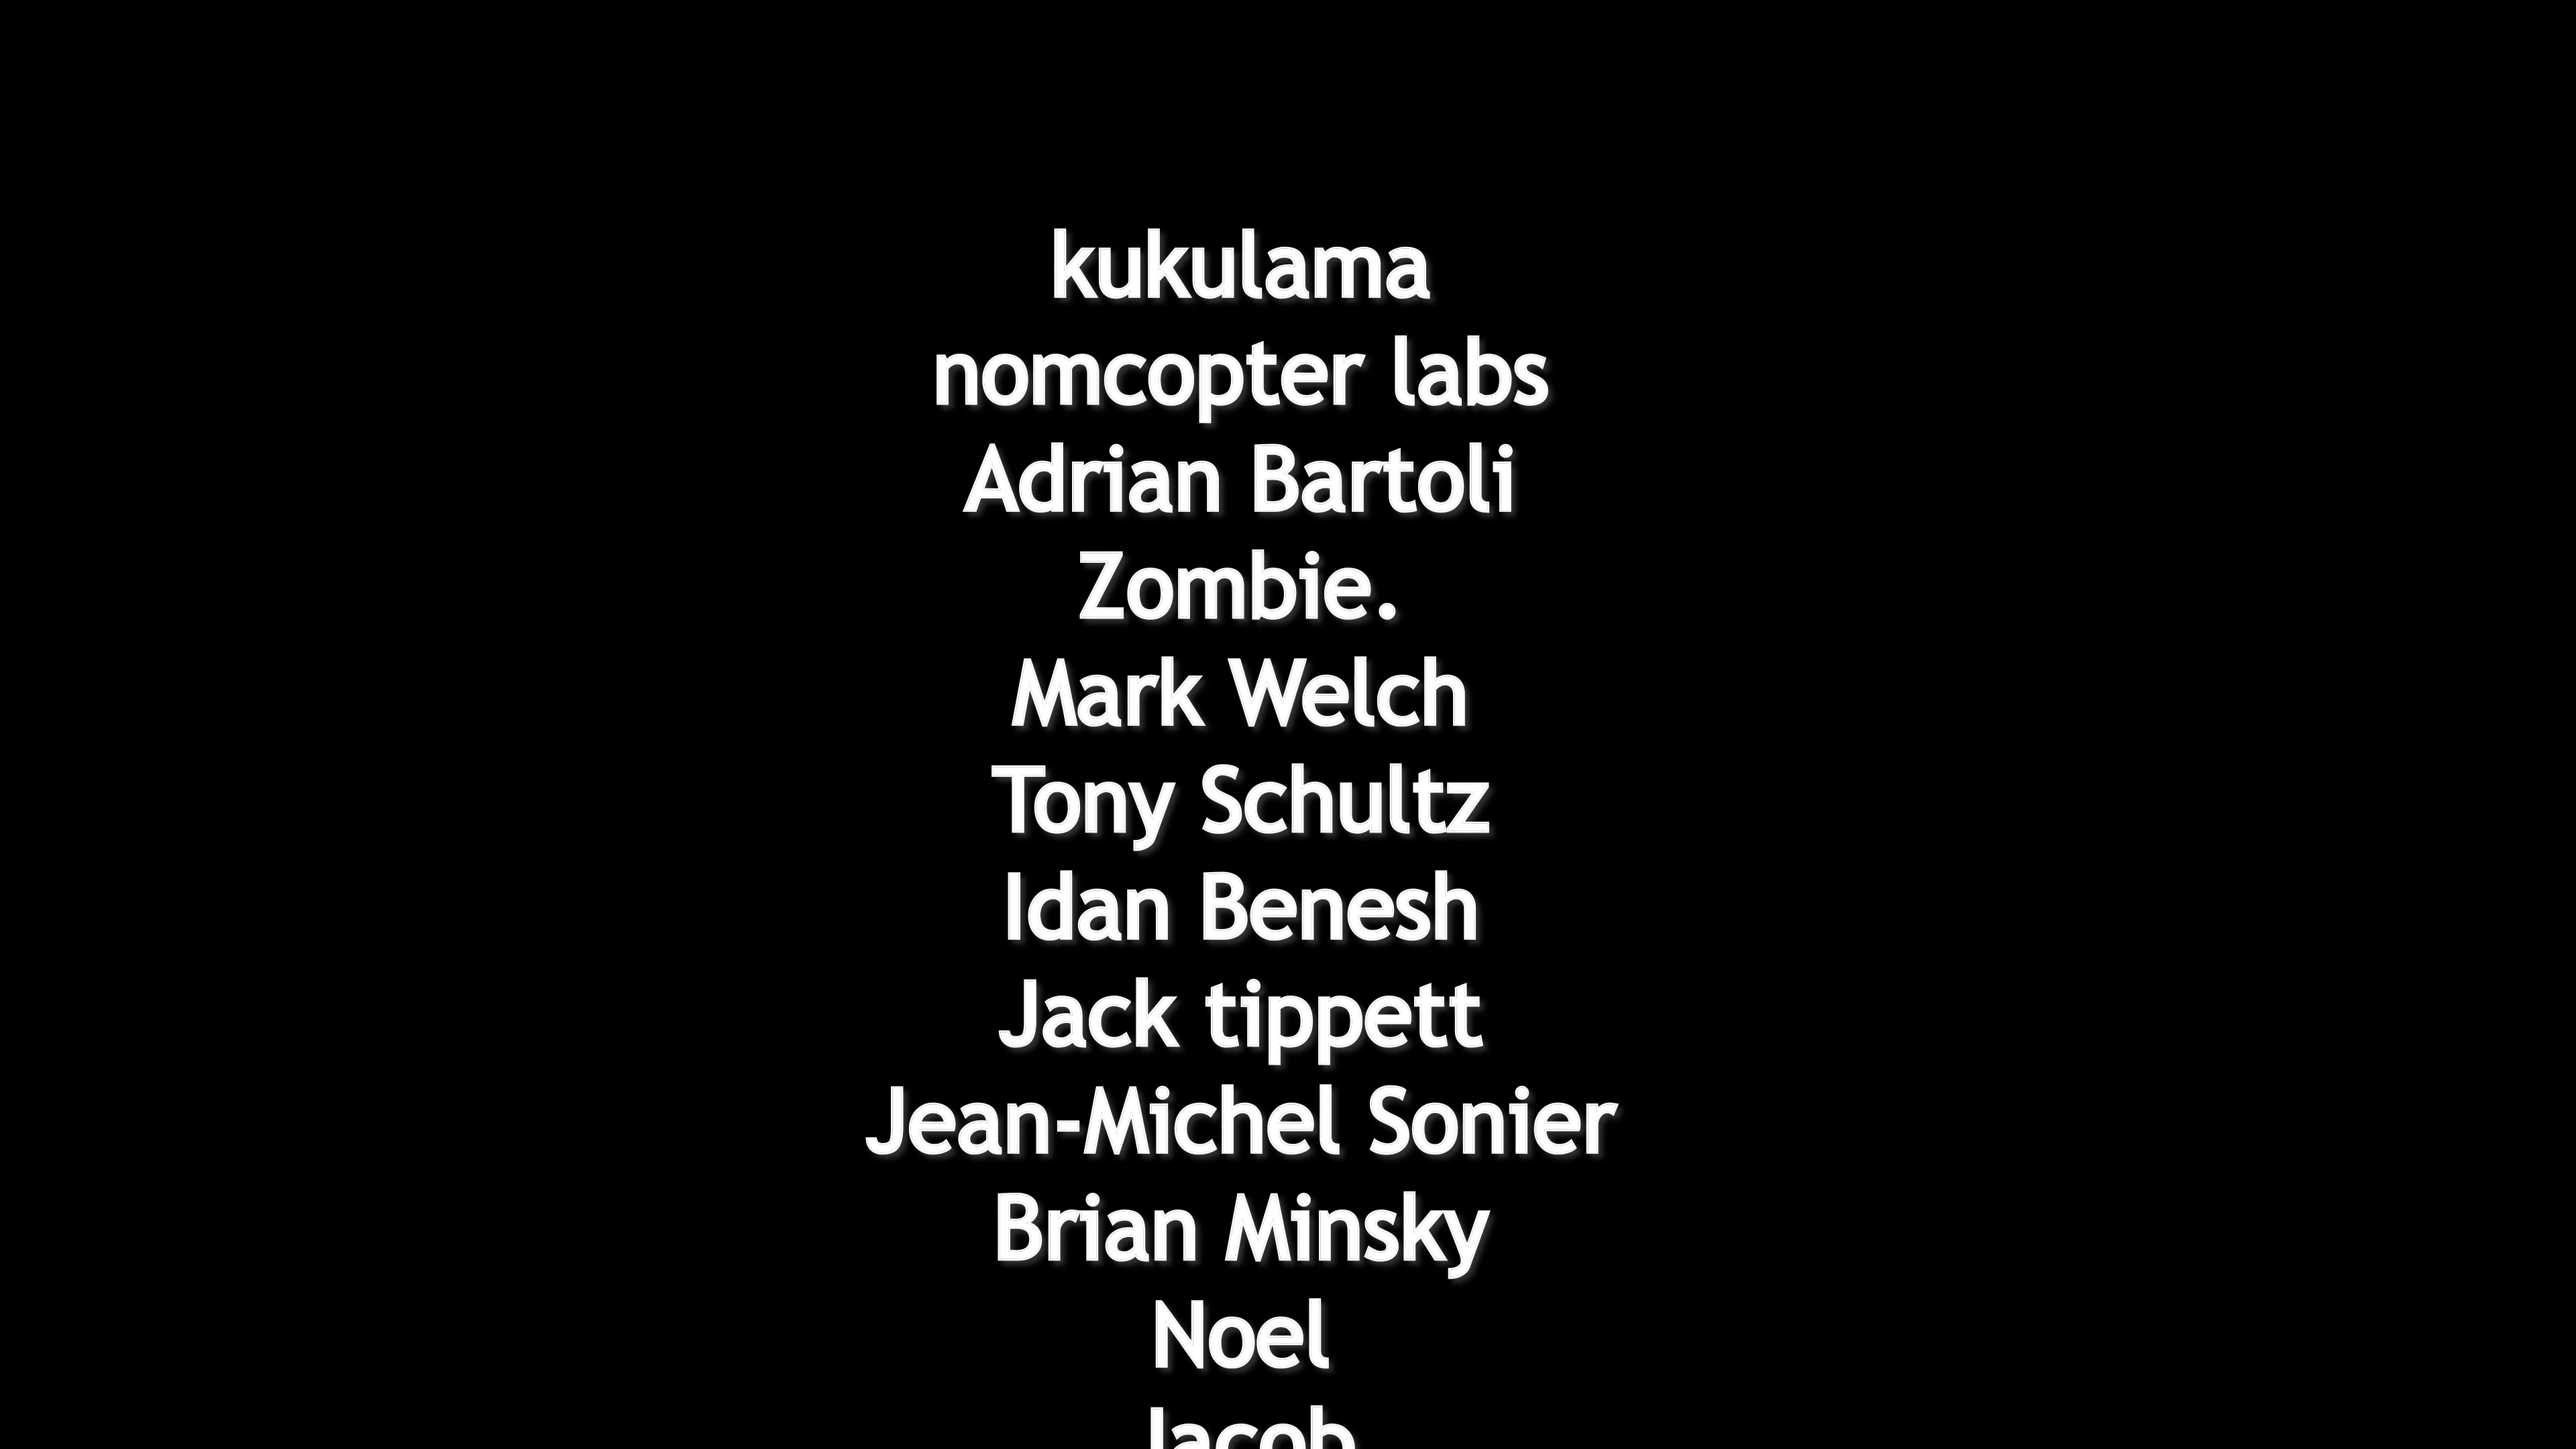 kukulama
nomcopter labs
Adrian Bartoli
Zombie.
Mark Welch
Tony Schultz
Idan Benesh
Jack tippett
Jean-Michel Sonier
Brian Minsky
Noel
Jacob